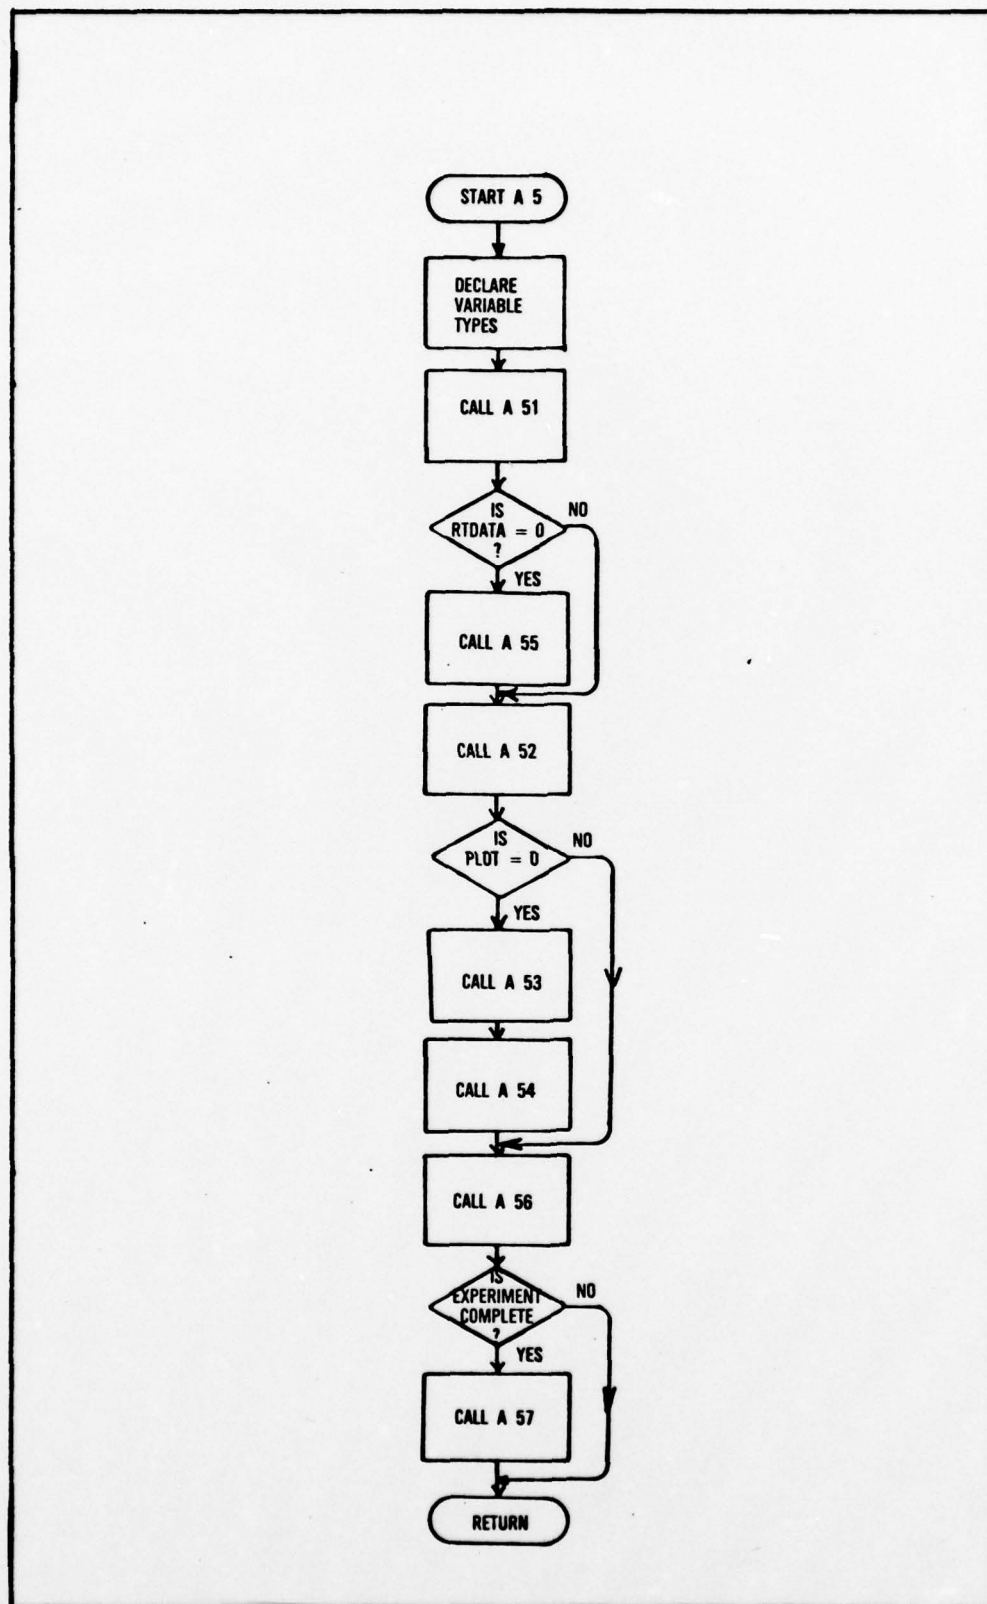 START A 5
DECLARE
VARIABLE
TYPES
CALL A 51
IS
RTDATA = 0
?
NO
YES
CALL A 55
CALL A 52
IS
PLOT = 0
NO
YES
CALL A 53
CALL A 54
CALL A 56
IS
EXPERIMENT
COMPLETE
?
NO
YES
CALL A 57
RETURN